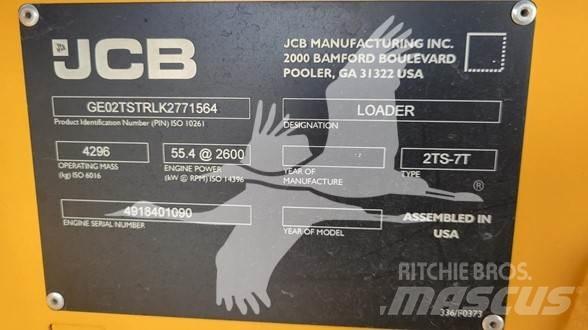 JCB
JCB MANUFACTURING INC.
2000 BAMFORD BOULEVARD
POOLER, GA 31322 USA
GE02TSTRLK2771564
Product Identification Number (PIN) ISO 10261
LOADER
DESIGNATION
4296
OPERATING MASS
(kg) ISO 6016
55.4 @ 2600
ENGINE POWER
(kW @ RPM) ISO 14396
YEAR OF
MANUFACTURE
2TS-7T
TYPE
®
4918401090
ENGINE SERIAL NUMBER
YEAR OF MODEL
ASSEMBLED IN
USA
336/F0373
RITCHIE BROS.
MASCUS